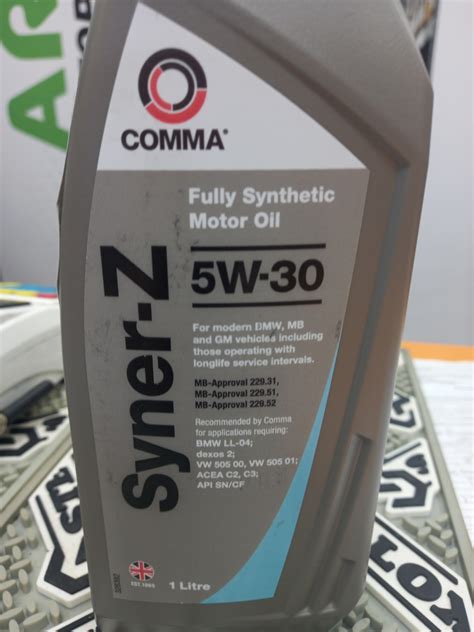 COMMA®
Fully Synthetic
Motor Oil
Syner-Z
5W-30
For modern BMW, MB
and GM vehicles including
those operating with
longlife service intervals.
MB-Approval 229.31,
MB-Approval 229.51,
MB-Approval 229.52
Recommended by Comma
for applications requiring:
BMW LL-04;
dexos 2;
VW 505 00, VW 505 01;
ACEA C2, C3;
API SN/CF
EST. 1965
1 Litre